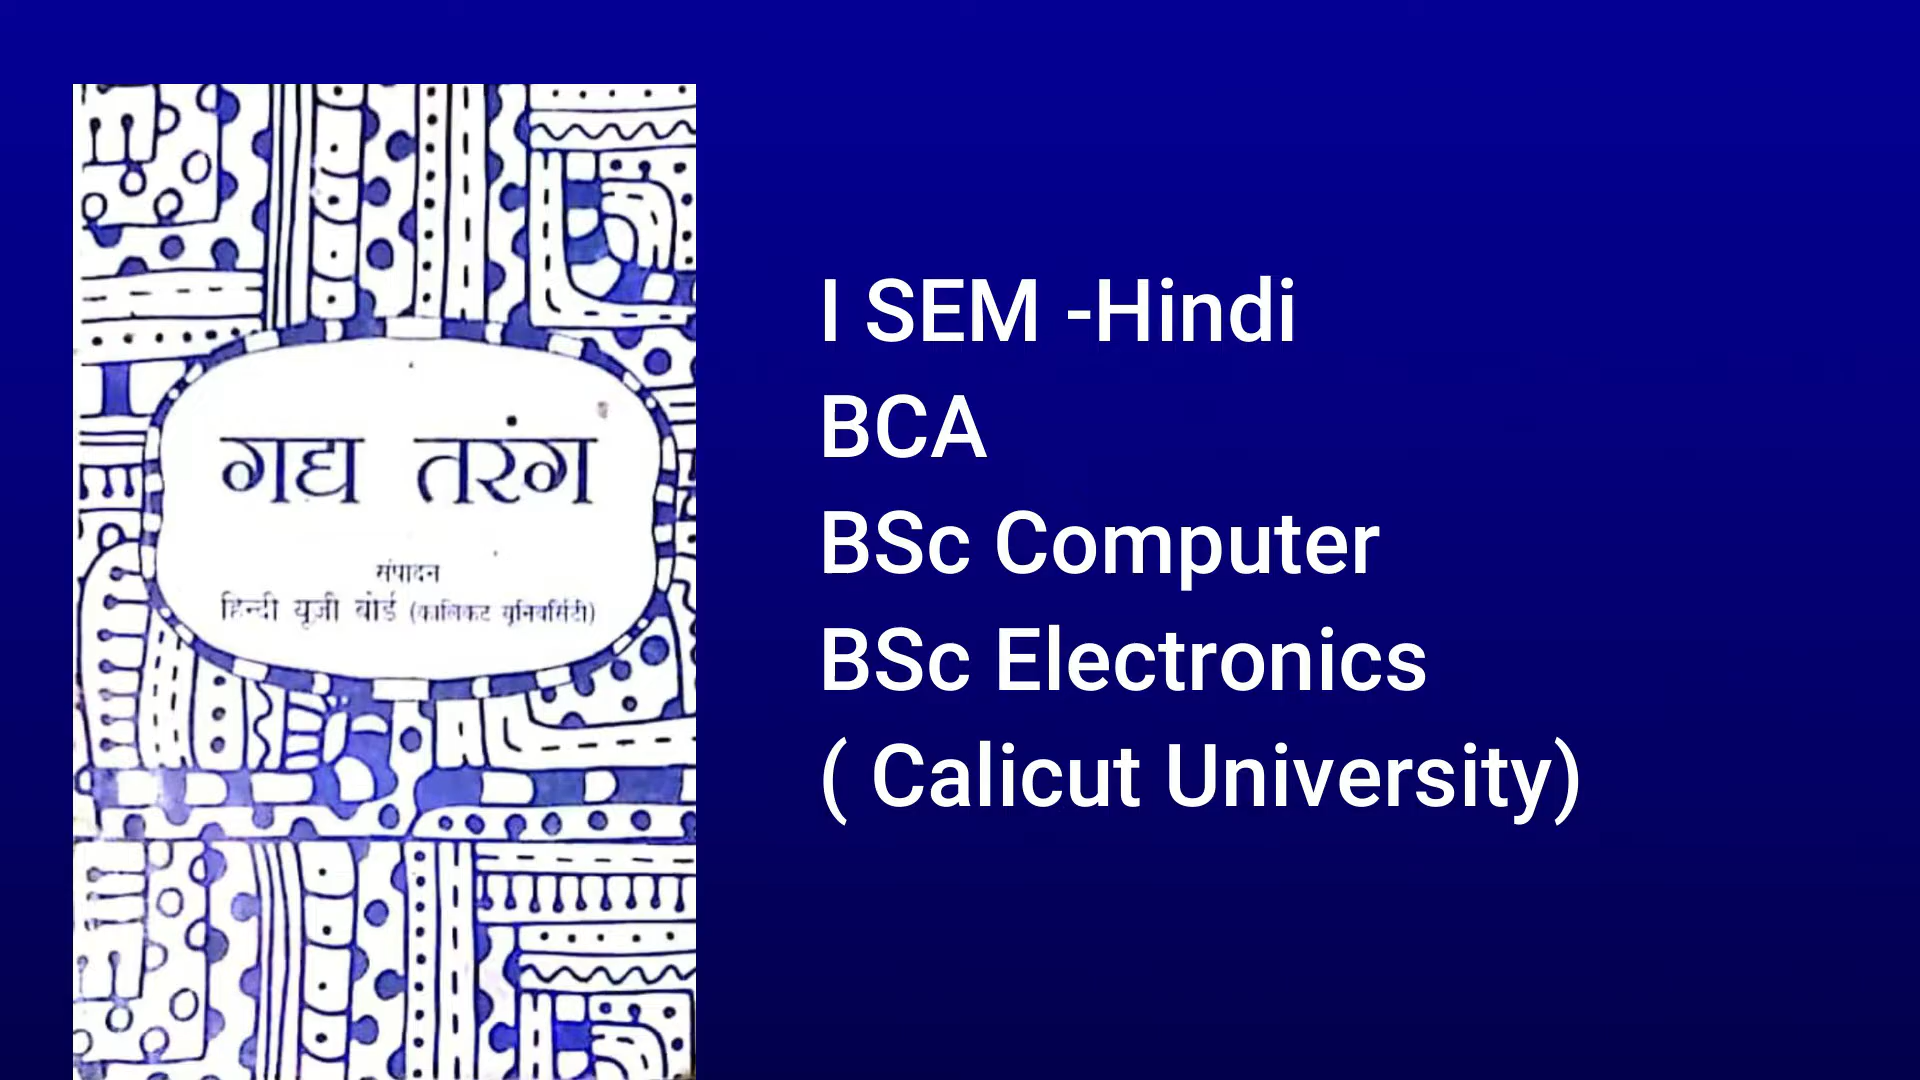 गद्य तरंग
संपादन
हिन्दी यूजी बोर्ड (कालिकट यूनिवर्सिटी)
I SEM -Hindi
BCA
BSc Computer
BSc Electronics
( Calicut University)